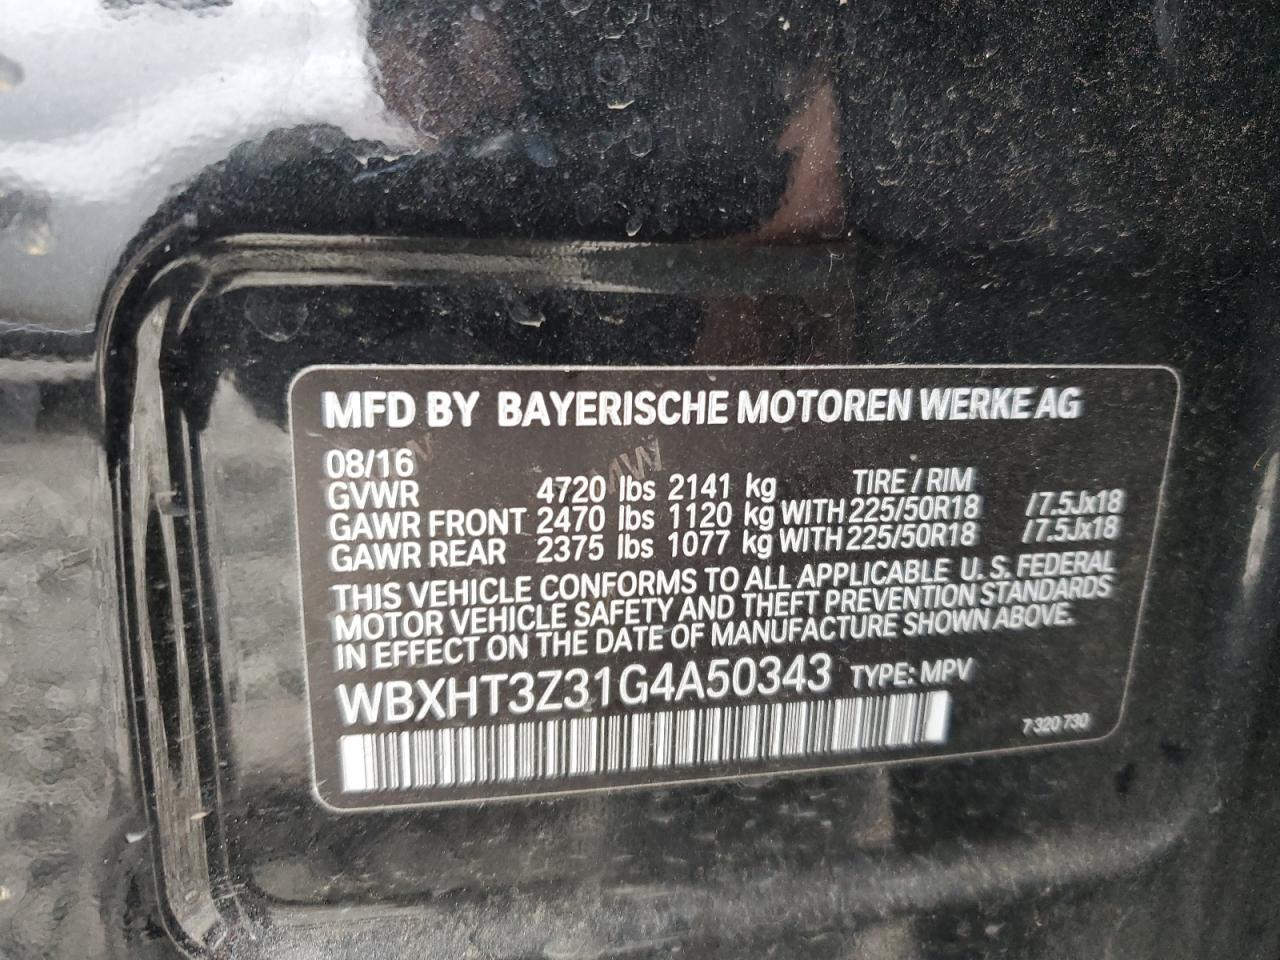 MFD BY BAYERISCHE MOTOREN WERKE AG
08/16 TIRE / RIM
GVWR 4720 lbs 2141 kg
GAWR FRONT 2470 lbs 1120 kg WITH 225/50R18 /7.5Jx18
GAWR REAR 2375 lbs 1077 kg WITH 225/50R18 /7.5Jx18
THIS VEHICLE CONFORMS TO ALL APPLICABLE U. S. FEDERAL
MOTOR VEHICLE SAFETY AND THEFT PREVENTION STANDARDS
IN EFFECT ON THE DATE OF MANUFACTURE SHOWN ABOVE.
WBXHT3Z31G4A50343 TYPE: MPV
7 320 730